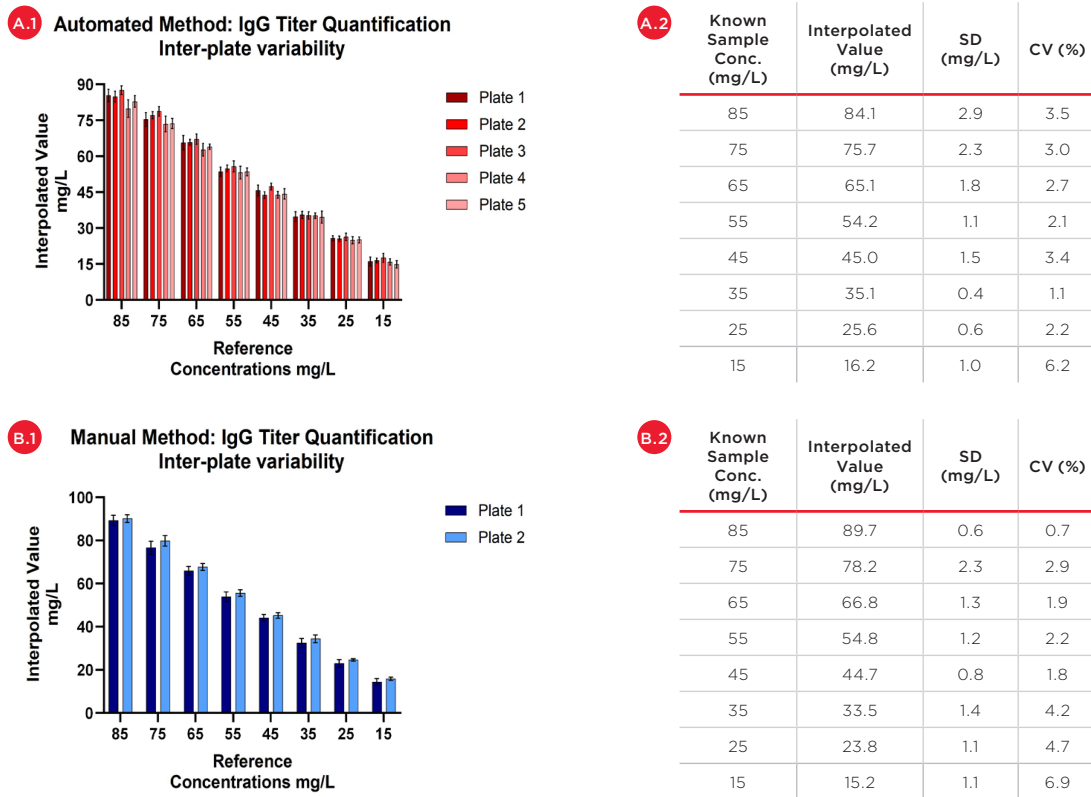 A.1
Automated Method: IgG Titer Quantification
Inter-plate variability
Interpolated Value
mg/L
90
75
60
45
30
15
0
85 75 65 55 45 35 25 15
Reference
Concentrations mg/L
Plate 1
Plate 2
Plate 3
Plate 4
Plate 5
A.2
Known
Sample
Conc.
(mg/L)
Interpolated
Value
(mg/L)
SD
(mg/L)
CV (%)
85 84.1 2.9 3.5
75 75.7 2.3 3.0
65 65.1 1.8 2.7
55 54.2 1.1 2.1
45 45.0 1.5 3.4
35 35.1 0.4 1.1
25 25.6 0.6 2.2
15 16.2 1.0 6.2
B.1
Manual Method: IgG Titer Quantification
Inter-plate variability
Interpolated Value
mg/L
100
80
60
40
20
0
85 75 65 55 45 35 25 15
Reference
Concentrations mg/L
Plate 1
Plate 2
B.2
Known
Sample
Conc.
(mg/L)
Interpolated
Value
(mg/L)
SD
(mg/L)
CV (%)
85 89.7 0.6 0.7
75 78.2 2.3 2.9
65 66.8 1.3 1.9
55 54.8 1.2 2.2
45 44.7 0.8 1.8
35 33.5 1.4 4.2
25 23.8 1.1 4.7
15 15.2 1.1 6.9